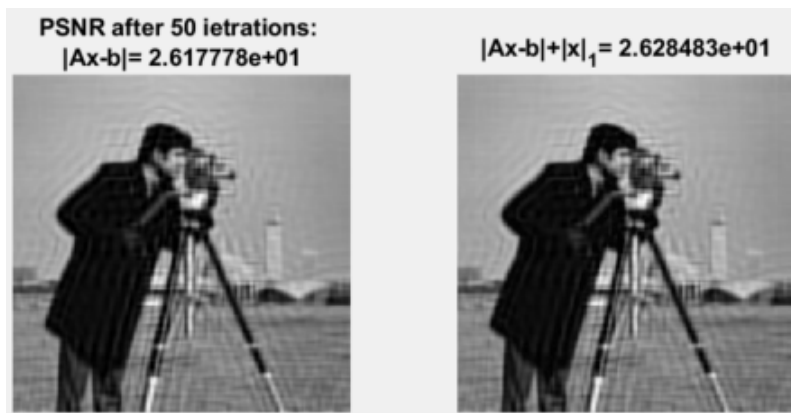 PSNR after 50 ietrations:
|Ax-b|= 2.617778e+01
|Ax-b|+|x|₁= 2.628483e+01